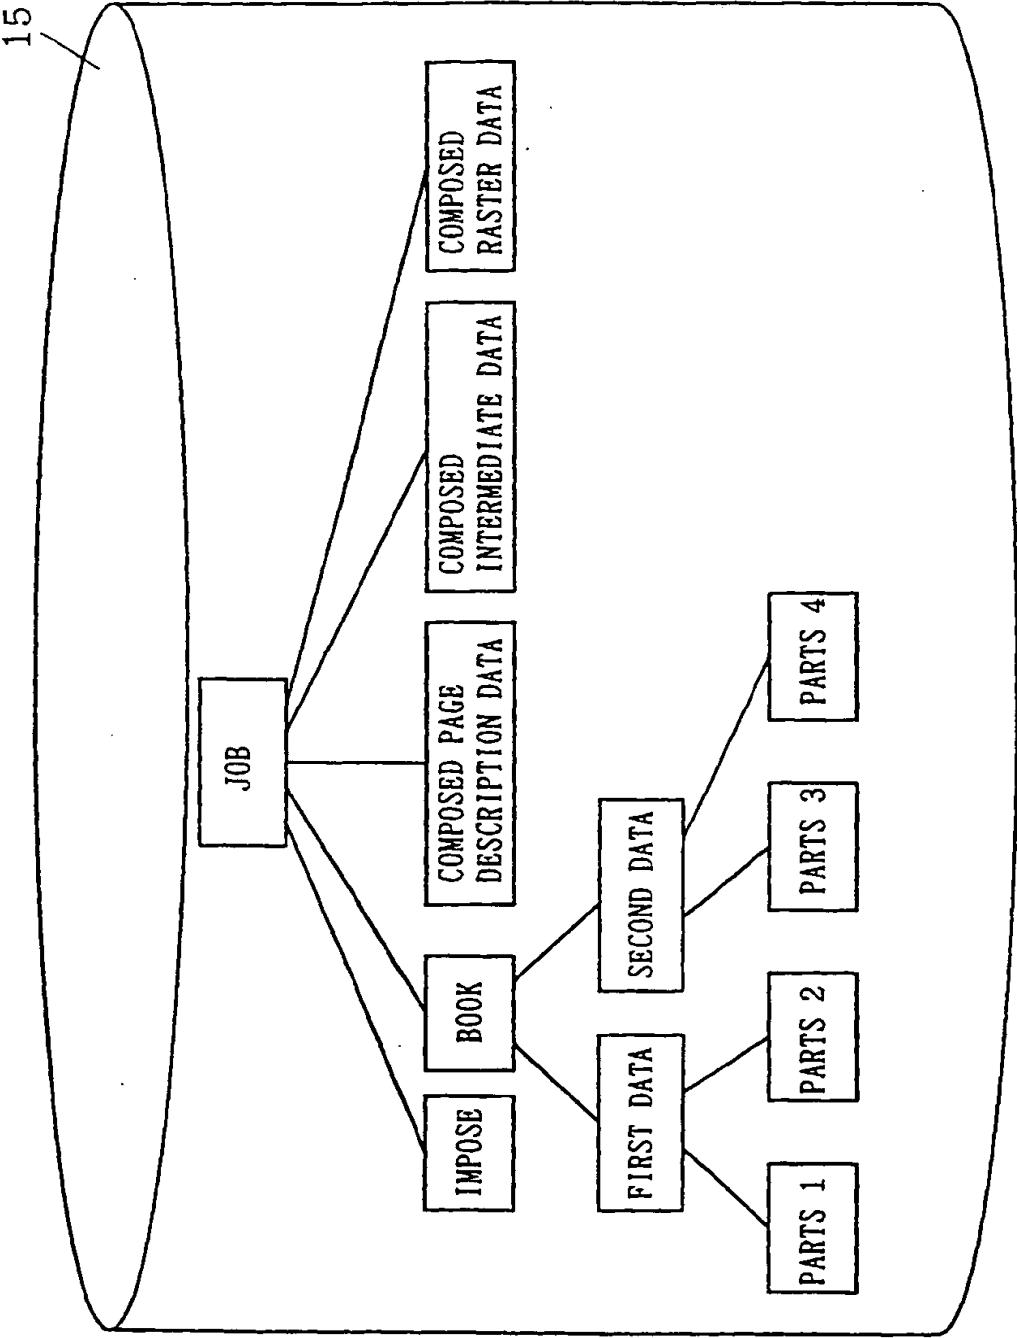 15
JOB
IMPOSE
BOOK
COMPOSED PAGE
DESCRIPTION DATA
COMPOSED
INTERMEDIATE DATA
COMPOSED
RASTER DATA
FIRST DATA
SECOND DATA
PARTS 1
PARTS 2
PARTS 3
PARTS 4